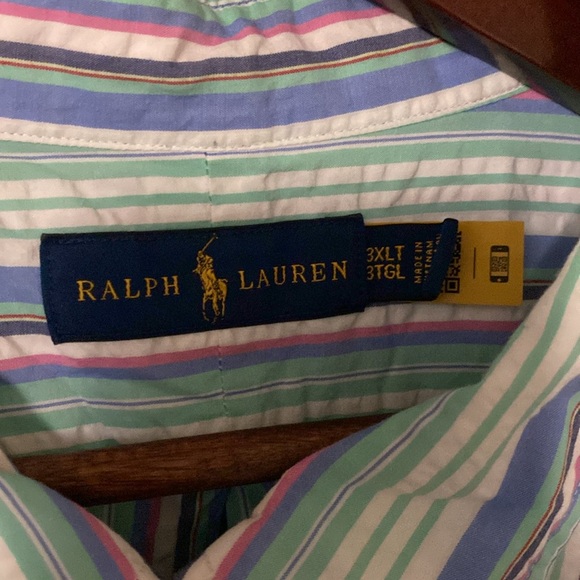 RALPH LAUREN
3XLT
3TGL
MADE IN
VIETNAM